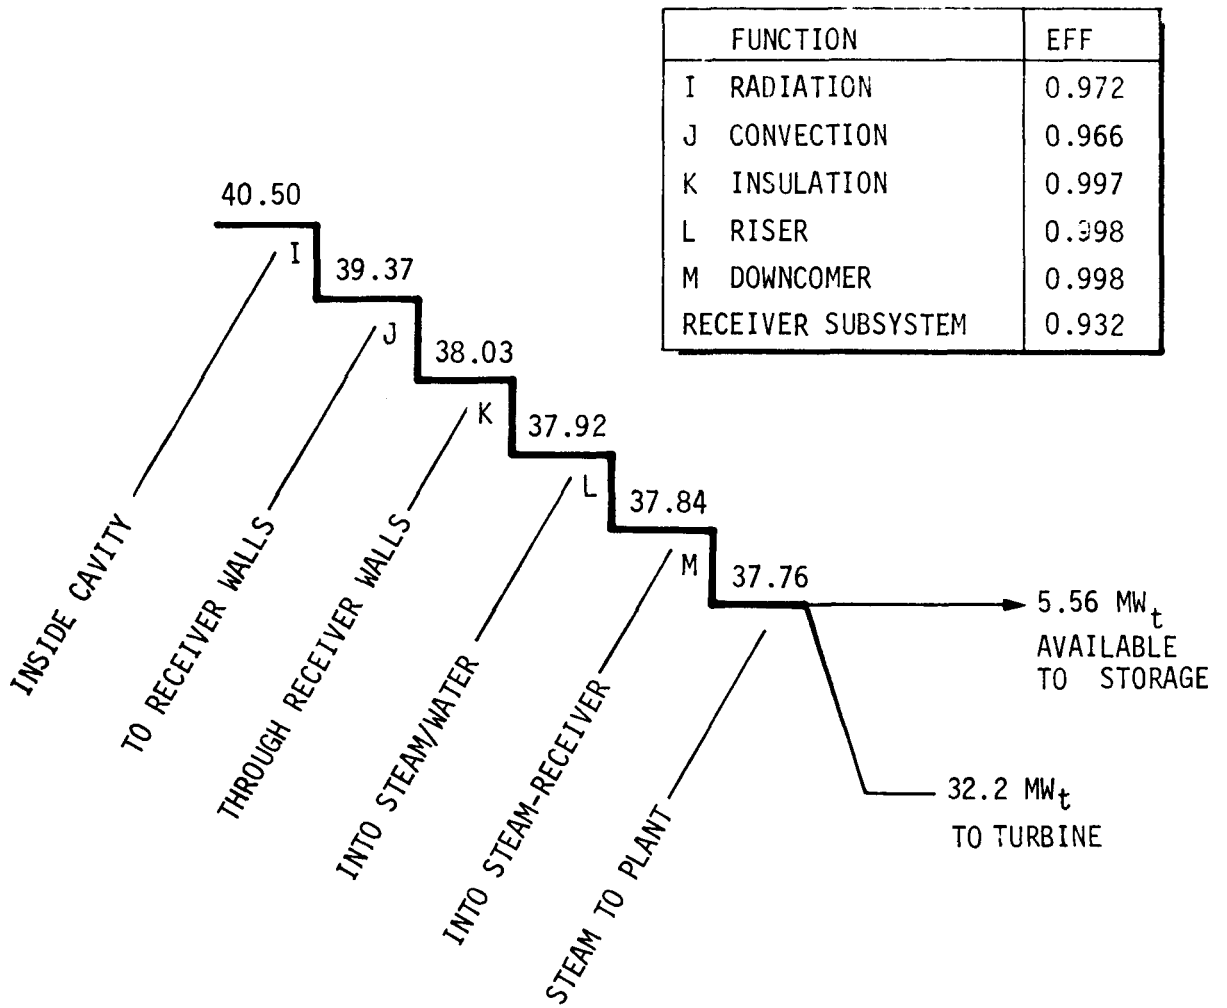 FUNCTION EFF
I RADIATION 0.972
J CONVECTION 0.966
K INSULATION 0.997
L RISER 0.998
M DOWNCOMER 0.998
RECEIVER SUBSYSTEM 0.932
40.50
I
39.37
J
38.03
K
37.92
L
37.84
M
37.76
5.56 MWt
AVAILABLE
TO STORAGE
32.2 MWt
TO TURBINE
INSIDE CAVITY
TO RECEIVER WALLS
THROUGH RECEIVER WALLS
INTO STEAM/WATER
INTO STEAM-RECEIVER
STEAM TO PLANT